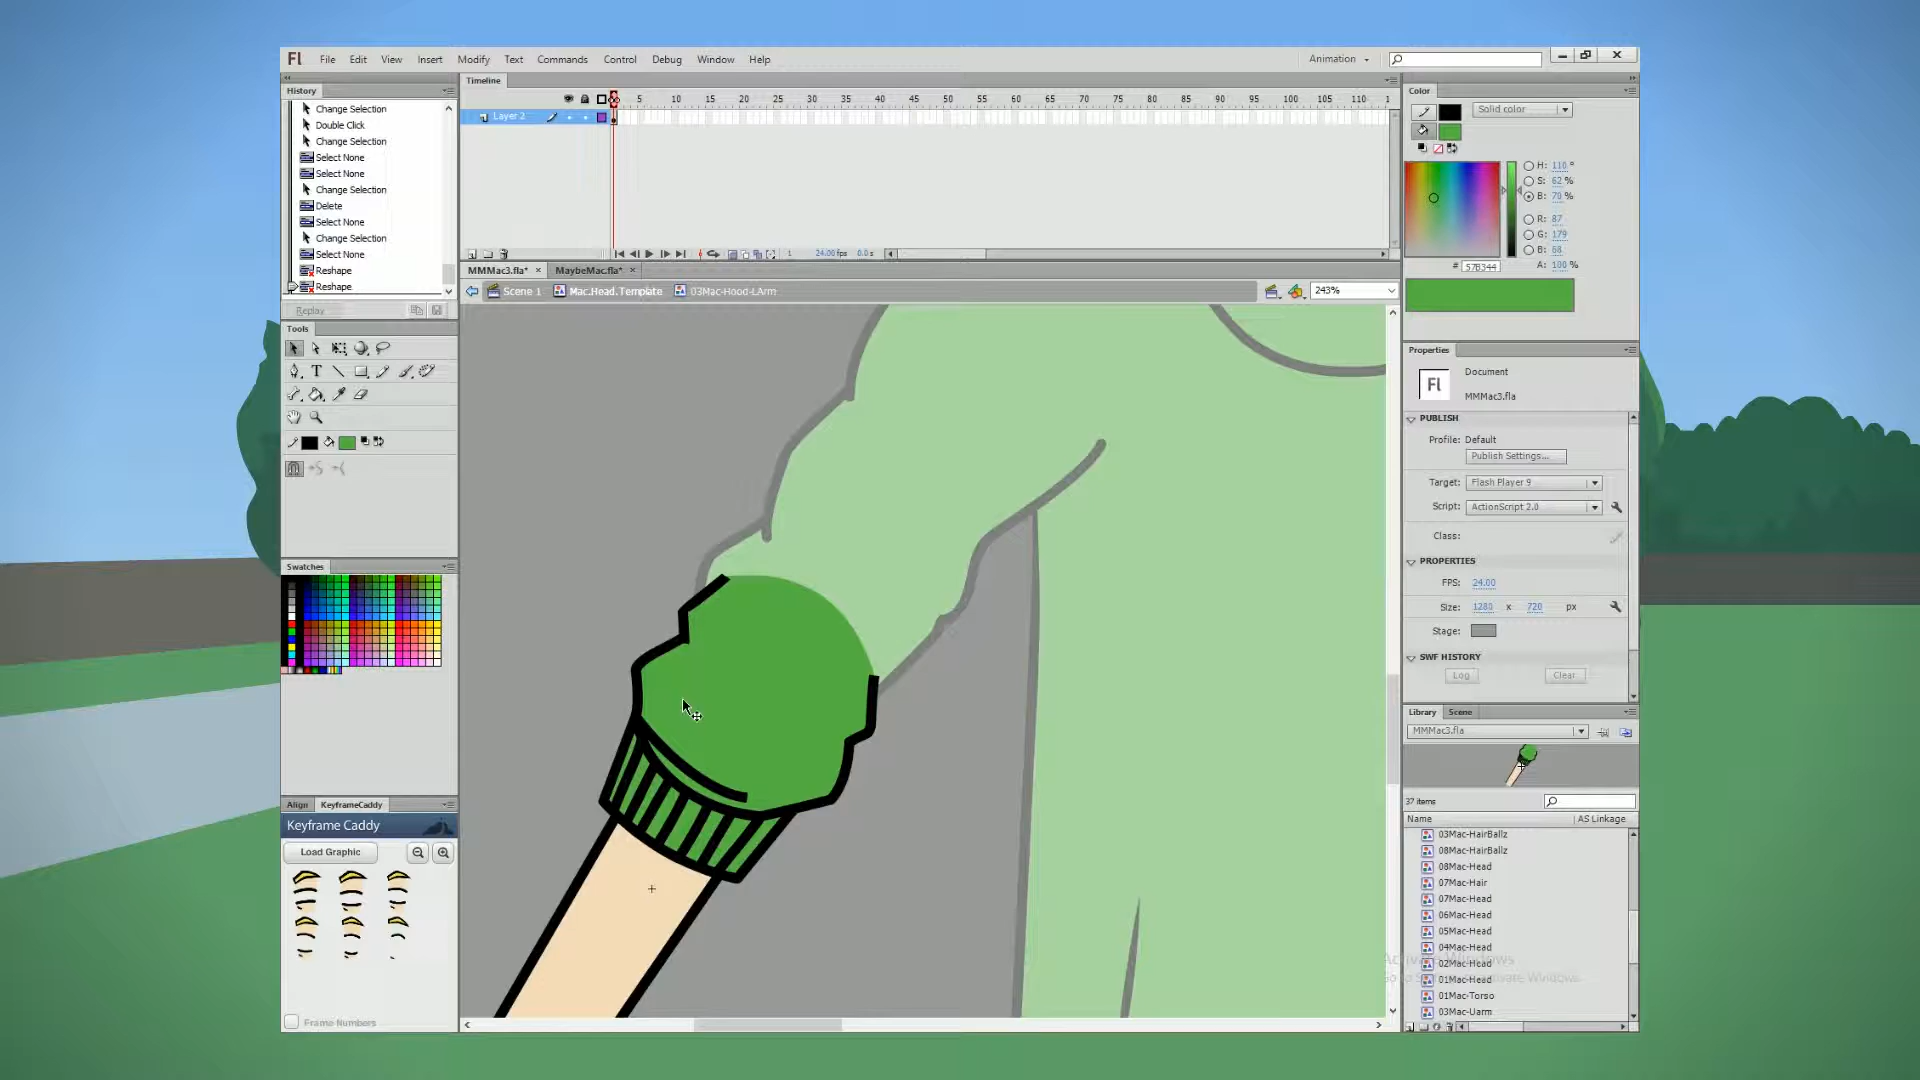 Fl File Edit View Insert Modify Text Commands Control Debug Window Help Animation
History
Change Selection
Double Click
Change Selection
Select None
Select None
Change Selection
Delete
Select None
Change Selection
Select None
Reshape
Reshape
Replay
Tools
T
Swatches
Align KeyframeCaddy
Keyframe Caddy
Load Graphic
Frame Numbers
Timeline
5 10 15 20 25 30 35 40 45 50 55 60 65 70 75 80 85 90 95 100 105 110 1
Layer 2
1 24.00 fps 0.0 s
MMMac3.fla* × MaybeMac.fla* ×
Scene 1 Mac.Head.Template 03Mac-Hood-LArm 243%
Color
Solid color
H: 110 °
S: 62 %
B: 70 %
R: 87
G: 179
B: 68
# 57B344 A: 100 %
Properties
Fl
Document
MMMac3.fla
PUBLISH
Profile: Default
Publish Settings...
Target: Flash Player 9
Script: ActionScript 2.0
Class:
PROPERTIES
FPS: 24.00
Size: 1280 x 720 px
Stage:
SWF HISTORY
Log Clear
Library Scene
MMMac3.fla
37 items
Name AS Linkage
03Mac-HairBallz
08Mac-HairBallz
08Mac-Head
07Mac-Hair
07Mac-Head
06Mac-Head
05Mac-Head
04Mac-Head
02Mac-Head
01Mac-Head
01Mac-Torso
03Mac-Uarm